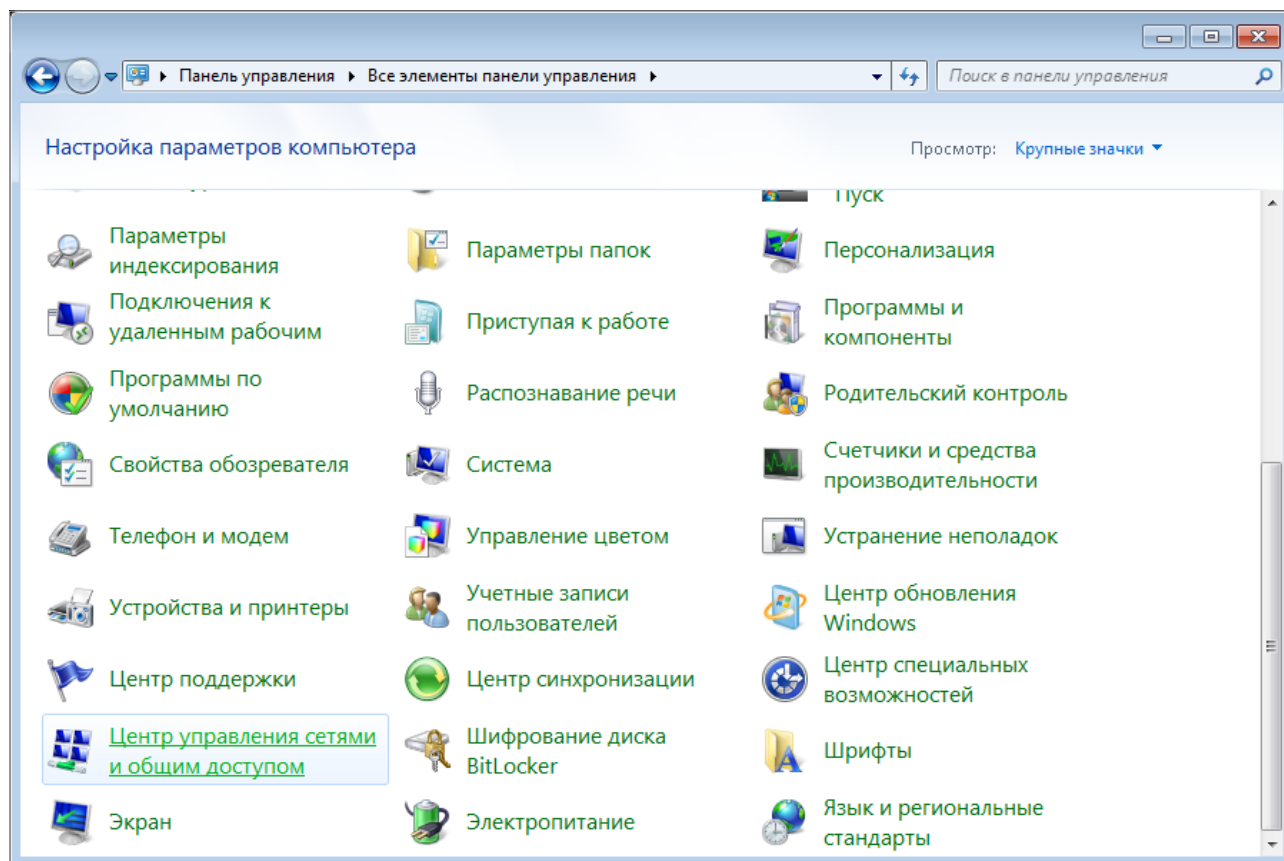 Панель управления Все элементы панели управления
Поиск в панели управления
Настройка параметров компьютера
Просмотр: Крупные значки
Пуск
Параметры
индексирования
Параметры папок
Персонализация
Подключения к
удаленным рабочим
Приступая к работе
Программы и
компоненты
Программы по
умолчанию
Распознавание речи
Родительский контроль
Свойства обозревателя
Система
Счетчики и средства
производительности
Телефон и модем
Управление цветом
Устранение неполадок
Устройства и принтеры
Учетные записи
пользователей
Центр обновления
Windows
Центр поддержки
Центр синхронизации
Центр специальных
возможностей
Центр управления сетями
и общим доступом
Шифрование диска
BitLocker
Шрифты
Экран
Электропитание
Язык и региональные
стандарты